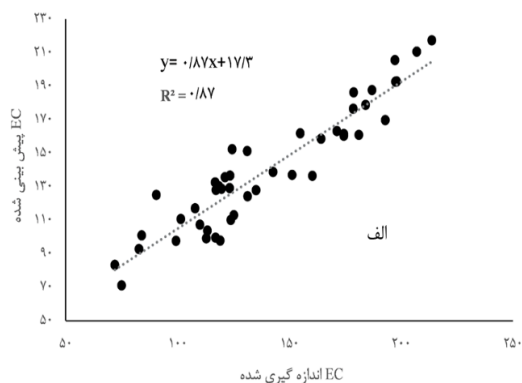 ۲۳۰
۲۱۰
۱۹۰
۱۷۰
۱۵۰
۱۳۰
۱۱۰
۹۰
۷۰
۵۰
EC پیش بینی شده
y= ۰/۸۷x+۱۷/۳
R² = ۰/۸۷
الف
۵۰ ۱۰۰ ۱۵۰ ۲۰۰ ۲۵۰
EC اندازه گیری شده